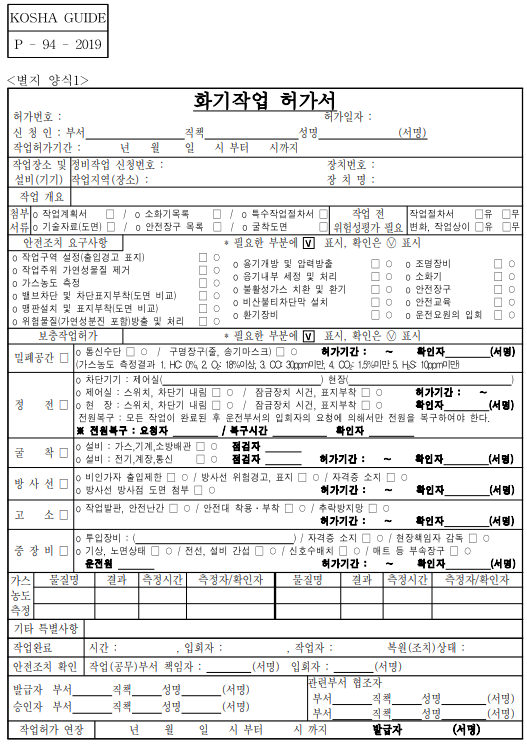 KOSHA GUIDE
P - 94 - 2019
<별지 양식1>
화기작업 허가서
허가번호 : 허가일자 :
신 청 인 : 부서 직책 성명 (서명)
작업허가기간 : 년 월 일 시 부터 시까지
작업장소 및 정비작업 신청번호 : 장치번호 :
설비(기기) 작업지역(장소) : 장 치 명 :
작업 개요
첨부 o 작업계획서 □ / o 소화기목록 □ / o 특수작업절차서 □ 작업 전 작업절차서 □유 □무
서류 o 기술자료(도면) □ / o 안전장구 목록 □ / o 굴착도면 □ 위험성평가 필요 변화, 작업상이 □유 □무
안전조치 요구사항 * 필요한 부분에 V 표시, 확인은 Ⓥ 표시
o 작업구역 설정(출입경고 표지) □ ○
o 작업주위 가연성물질 제거 □ ○
o 가스농도 측정 □ ○
o 밸브차단 및 차단표지부착(도면 비교) □ ○
o 맹판설치 및 표지부착(도면 비교) □ ○
o 위험물질(가연성분진 포함)방출 및 처리 □ ○
o 용기개방 및 압력방출 □ ○
o 용기내부 세정 및 처리 □ ○
o 불활성가스 치환 및 환기 □ ○
o 비산불티차단막 설치 □ ○
o 환기장비 □ ○
o 조명장비 □ ○
o 소화기 □ ○
o 안전장구 □ ○
o 안전교육 □ ○
o 운전요원의 입회 □ ○
보충작업허가 * 필요한 부분에 V 표시, 확인은 Ⓥ 표시
밀폐공간 □ o 통신수단 □ ○ / 구명장구(줄, 송기마스크) □ ○ 허가기간 : ~ 확인자 (서명)
(가스농도 측정결과 1. HC: 0%, 2. O₂: 18%이상, 3. CO: 30ppm미만, 4. CO₂: 1.5%미만 5. H₂S: 10ppm미만)
정 전 □ o 차단기기 : 제어실( ) 현장( )
o 제어실 : 스위치, 차단기 내림 □ ○ / 잠금장치 시건, 표지부착 □ ○ 허가기간 : ~
o 현 장 : 스위치, 차단기 내림 □ ○ / 잠금장치 시건, 표지부착 □ ○ 확인자 (서명)
전원복구 : 모든 작업이 완료된 후 운전부서의 입회자의 요청에 의해서만 전원을 복구하여야 한다.
※ 전원복구 : 요청자 / 복구시간 확인자
굴 착 □ o 설비 : 가스,기계,소방배관 □ ○ 점검자 허가기간 : ~
o 설비 : 전기,계장,통신 □ ○ 점검자 확인자 (서명)
방 사 선 □ o 비인가자 출입제한 □ ○ / 방사선 위험경고, 표지 □ ○ / 자격증 소지 □ ○
o 방사선 방사점 도면 첨부 □ ○ 허가기간 : ~ 확인자 (서명)
고 소 □ o 작업발판, 안전난간 □ ○ / 안전대 착용·부착 □ ○ / 추락방지망 □ ○
허가기간 : ~ 확인자 (서명)
중 장 비 □ o 투입장비 : ( ) / 자격증 소지 □ ○ / 현장책임자 감독 □ ○
o 기상, 노면상태 □ ○ / 전선, 설비 간섭 □ ○ / 신호수배치 □ ○ / 매트 등 부속장구 □ ○
운전원 허가기간 : ~ 확인자 (서명)
가스 농도 측정 물질명 결과 측정시간 측정자/확인자 물질명 결과 측정시간 측정자/확인자
기타 특별사항
작업완료 시간 : , 입회자 : , 작업자 : 복원(조치)상태 :
안전조치 확인 작업(공무)부서 책임자 : (서명) 입회자 : (서명)
발급자 부서 직책 성명 (서명)
승인자 부서 직책 성명 (서명)
관련부서 협조자
부서 직책 성명 (서명)
부서 직책 성명 (서명)
작업허가 연장 년 월 일 시 부터 시 까지 발급자 (서명)